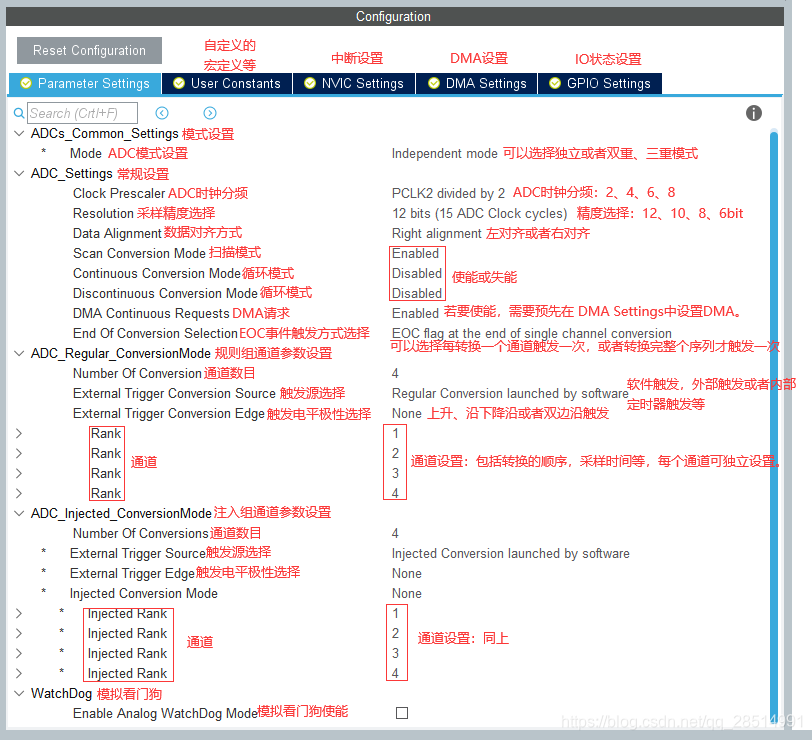 Configuration
Reset Configuration
自定义的
宏定义等
中断设置
DMA设置
IO状态设置
Parameter Settings
User Constants
NVIC Settings
DMA Settings
GPIO Settings
Search (CrtI+F)
ADCs_Common_Settings 模式设置
* Mode ADC模式设置 Independent mode 可以选择独立或者双重、三重模式
ADC_Settings 常规设置
Clock Prescaler ADC时钟分频 PCLK2 divided by 2 ADC时钟分频：2、4、6、8
Resolution 采样精度选择 12 bits (15 ADC Clock cycles) 精度选择：12、10、8、6bit
Data Alignment 数据对齐方式 Right alignment 左对齐或者右对齐
Scan Conversion Mode 扫描模式 Enabled
Continuous Conversion Mode 循环模式 Disabled 使能或失能
Discontinuous Conversion Mode 循环模式 Disabled
DMA Continuous Requests DMA请求 Enabled 若要使能，需要预先在 DMA Settings中设置DMA。
End Of Conversion Selection EOC事件触发方式选择 EOC flag at the end of single channel conversion
可以选择每转换一个通道触发一次，或者转换完整个序列才触发一次
ADC_Regular_ConversionMode 规则组通道参数设置
Number Of Conversion 通道数目 4
External Trigger Conversion Source 触发源选择 Regular Conversion launched by software 软件触发，外部触发或者内部
定时器触发等
External Trigger Conversion Edge 触发电平极性选择 None 上升、沿下降沿或者双边沿触发
Rank 1
Rank 2
通道 通道设置：包括转换的顺序，采样时间等，每个通道可独立设置。
Rank 3
Rank 4
ADC_Injected_ConversionMode 注入组通道参数设置
Number Of Conversions 通道数目 4
* External Trigger Source 触发源选择 Injected Conversion launched by software
* External Trigger Edge 触发电平极性选择 None
* Injected Conversion Mode None
* Injected Rank 1
* Injected Rank 2
通道 通道设置：同上
* Injected Rank 3
* Injected Rank 4
WatchDog 模拟看门狗
Enable Analog WatchDog Mode 模拟看门狗使能